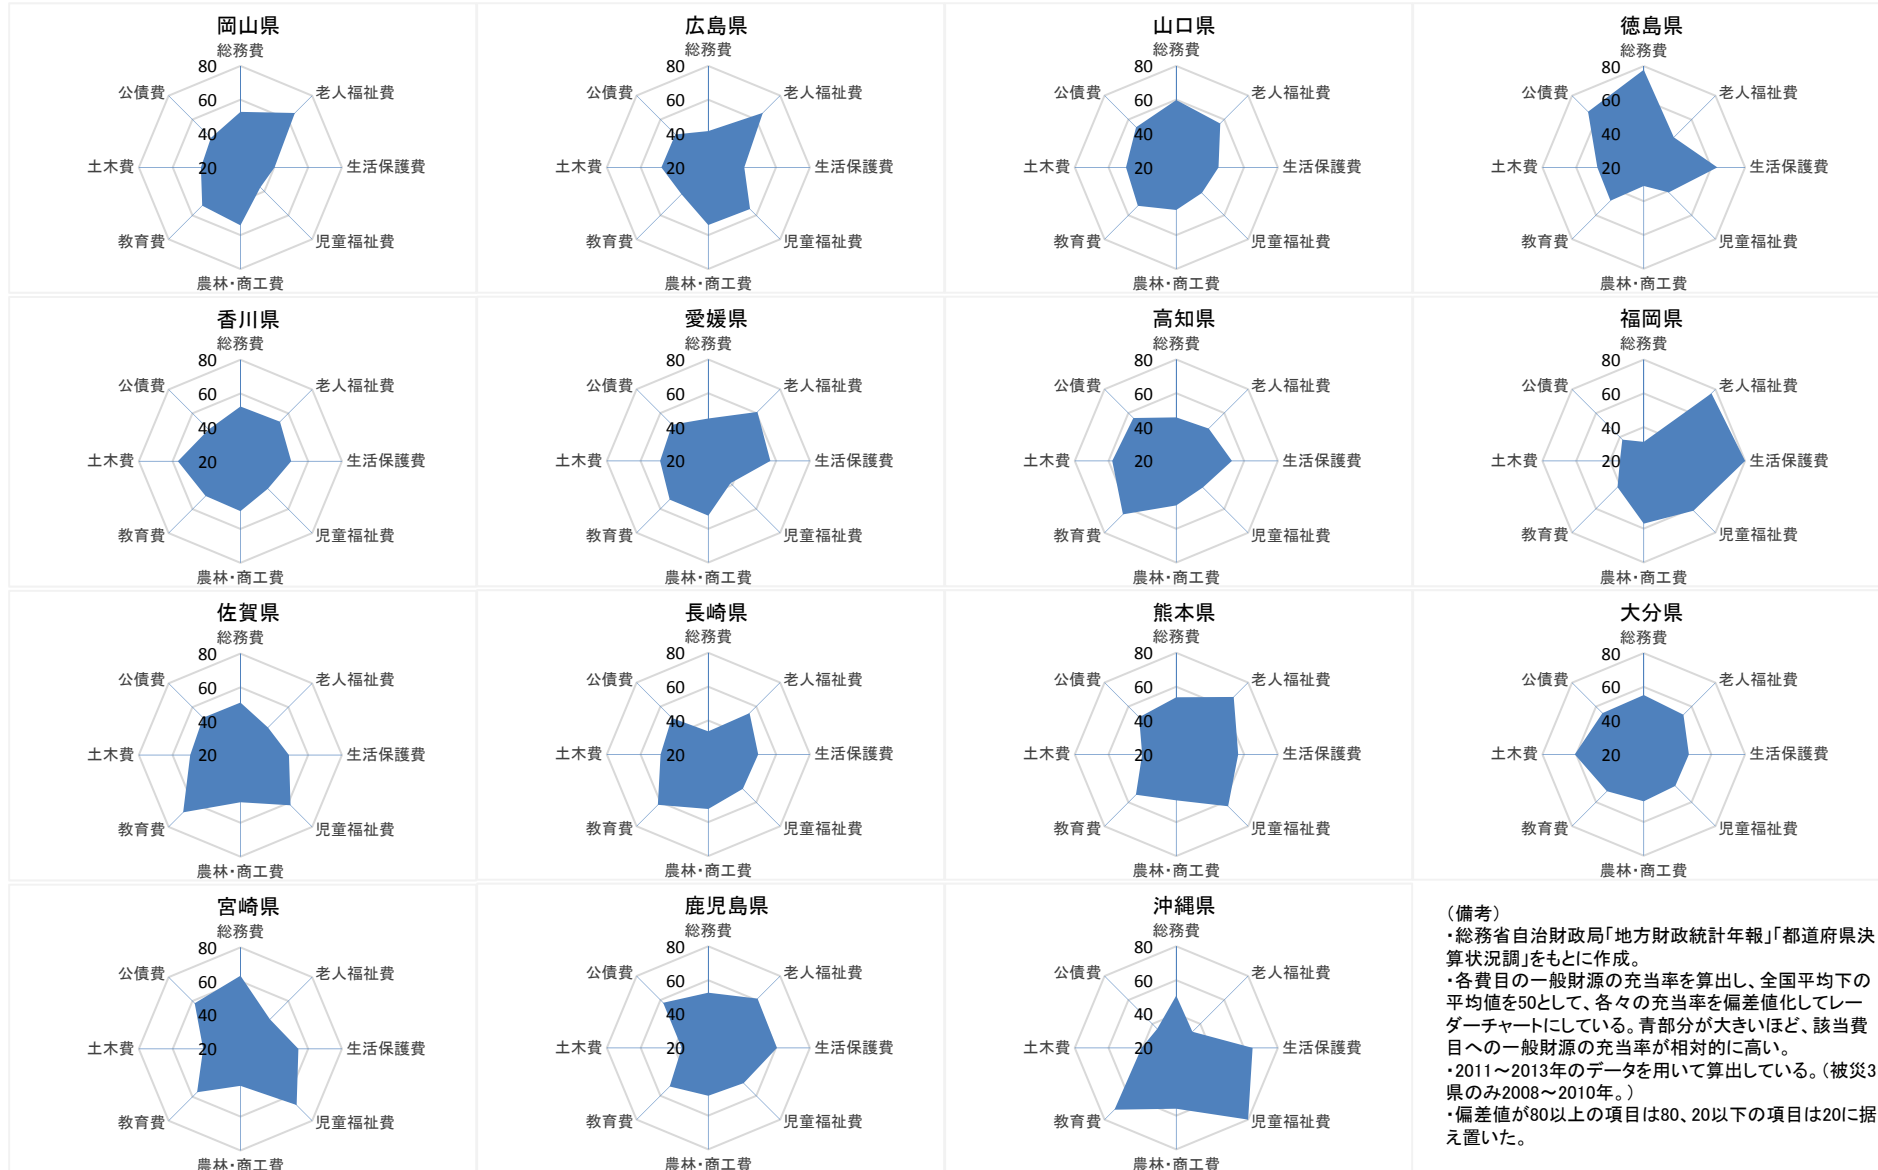 岡山県
総務費
80
60
40
20
老人福祉費
生活保護費
児童福祉費
農林・商工費
教育費
土木費
公債費
広島県
総務費
80
60
40
20
老人福祉費
生活保護費
児童福祉費
農林・商工費
教育費
土木費
公債費
山口県
総務費
80
60
40
20
老人福祉費
生活保護費
児童福祉費
農林・商工費
教育費
土木費
公債費
徳島県
総務費
80
60
40
20
老人福祉費
生活保護費
児童福祉費
農林・商工費
教育費
土木費
公債費
香川県
総務費
80
60
40
20
老人福祉費
生活保護費
児童福祉費
農林・商工費
教育費
土木費
公債費
愛媛県
総務費
80
60
40
20
老人福祉費
生活保護費
児童福祉費
農林・商工費
教育費
土木費
公債費
高知県
総務費
80
60
40
20
老人福祉費
生活保護費
児童福祉費
農林・商工費
教育費
土木費
公債費
福岡県
総務費
80
60
40
20
老人福祉費
生活保護費
児童福祉費
農林・商工費
教育費
土木費
公債費
佐賀県
総務費
80
60
40
20
老人福祉費
生活保護費
児童福祉費
農林・商工費
教育費
土木費
公債費
長崎県
総務費
80
60
40
20
老人福祉費
生活保護費
児童福祉費
農林・商工費
教育費
土木費
公債費
熊本県
総務費
80
60
40
20
老人福祉費
生活保護費
児童福祉費
農林・商工費
教育費
土木費
公債費
大分県
総務費
80
60
40
20
老人福祉費
生活保護費
児童福祉費
農林・商工費
教育費
土木費
公債費
宮崎県
総務費
80
60
40
20
老人福祉費
生活保護費
児童福祉費
農林・商工費
教育費
土木費
公債費
鹿児島県
総務費
80
60
40
20
老人福祉費
生活保護費
児童福祉費
農林・商工費
教育費
土木費
公債費
沖縄県
総務費
80
60
40
20
老人福祉費
生活保護費
児童福祉費
農林・商工費
教育費
土木費
公債費
（備考）
・総務省自治財政局「地方財政統計年報」「都道府県決
算状況調」をもとに作成。
・各費目の一般財源の充当率を算出し、全国平均下の
平均値を50として、各々の充当率を偏差値化してレー
ダーチャートにしている。青部分が大きいほど、該当費
目への一般財源の充当率が相対的に高い。
・2011～2013年のデータを用いて算出している。（被災3
県のみ2008～2010年。）
・偏差値が80以上の項目は80、20以下の項目は20に据
え置いた。